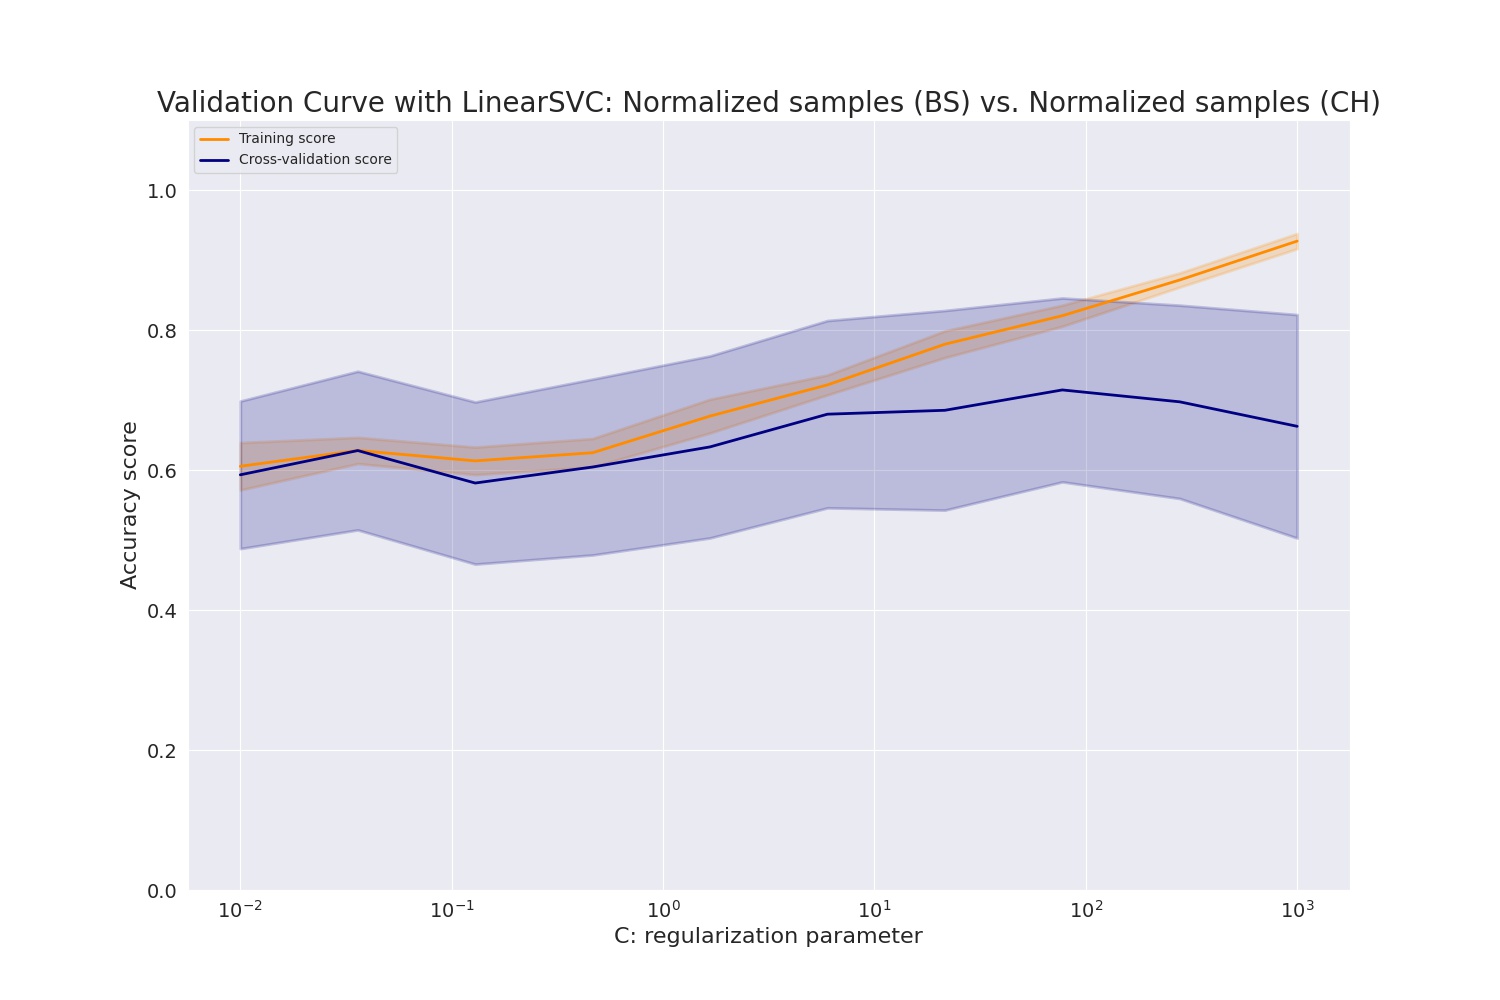 Validation Curve with LinearSVC: Normalized samples (BS) vs. Normalized samples (CH)
Training score
Cross-validation score
1.0
0.8
0.6
0.4
0.2
0.0
Accuracy score
10⁻² 10⁻¹ 10⁰ 10¹ 10² 10³
C: regularization parameter